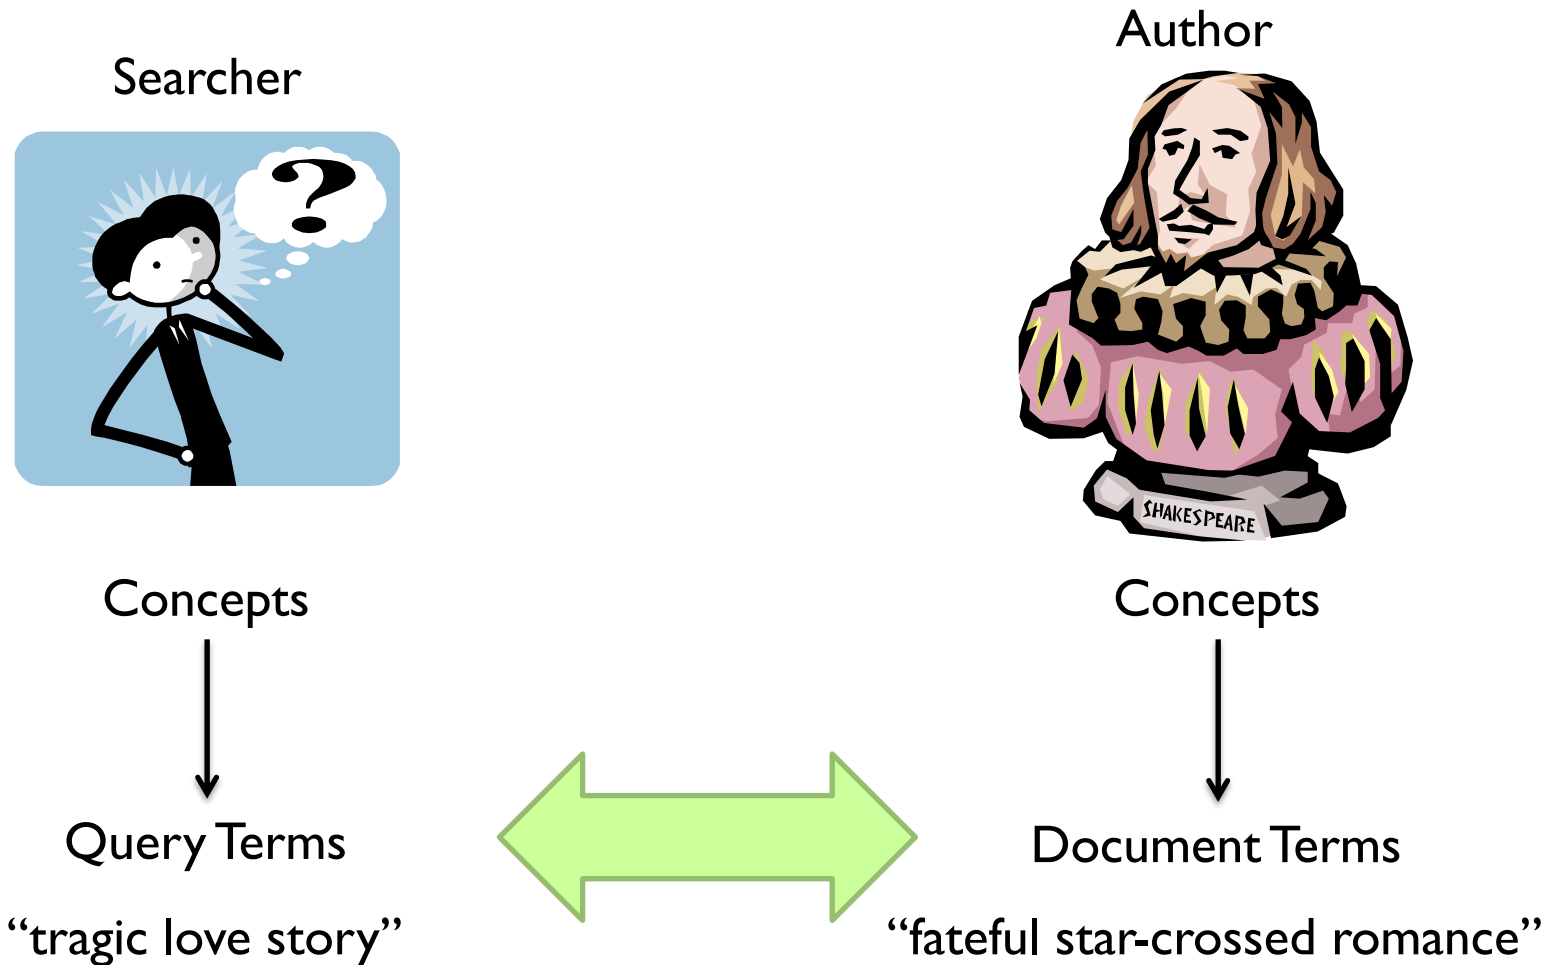 Searcher
Author
?
SHAKESPEARE
Concepts
Concepts
Query Terms
Document Terms
“tragic love story”
“fateful star-crossed romance”